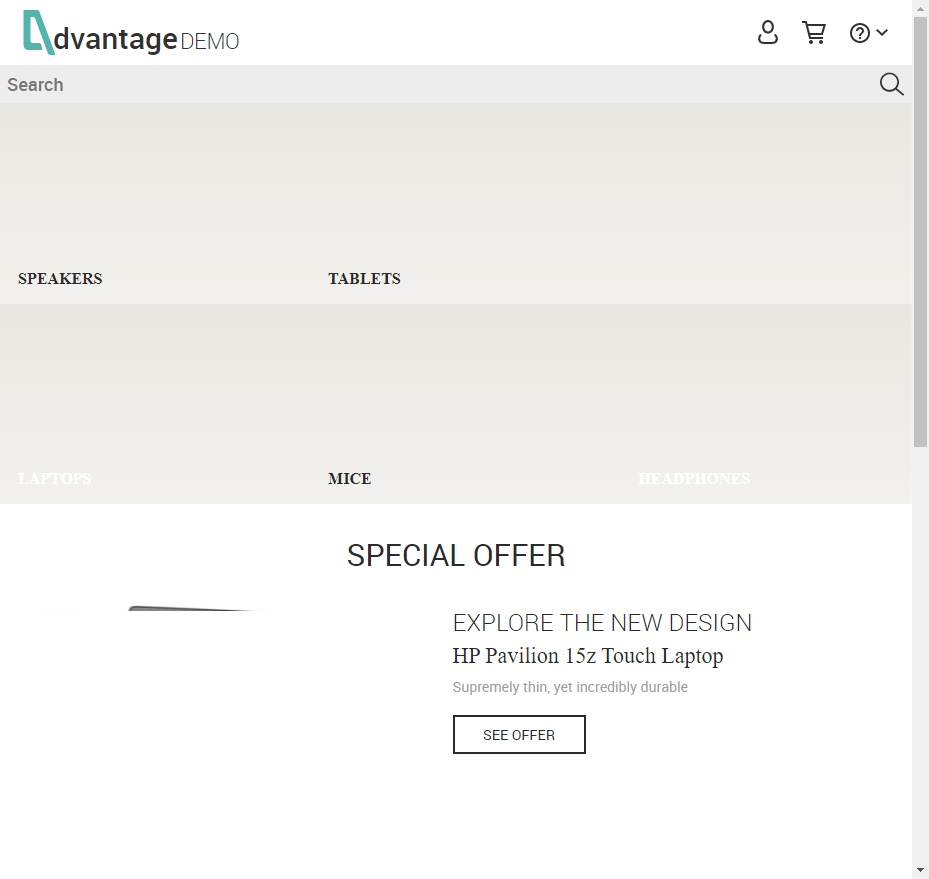 dvantage DEMO
Search
SPEAKERS TABLETS
LAPTOPS MICE HEADPHONES
SPECIAL OFFER
EXPLORE THE NEW DESIGN
HP Pavilion 15z Touch Laptop
Supremely thin, yet incredibly durable
SEE OFFER